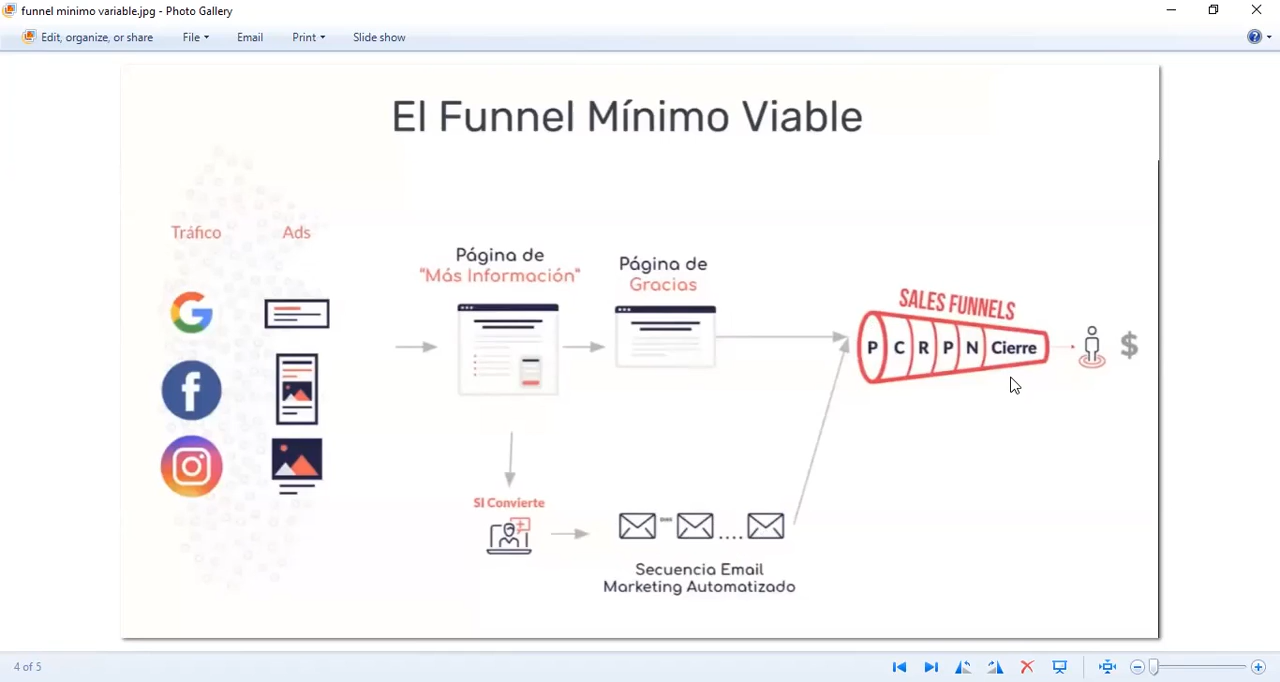 funnel minimo variable.jpg - Photo Gallery
Edit, organize, or share
File
Email
Print
Slide show
El Funnel Mínimo Viable
Tráfico
Ads
Página de
"Más Información"
Página de
Gracias
SALES FUNNELS
P C R P N Cierre
$
SI Convierte
....
Secuencia Email
Marketing Automatizado
4 of 5